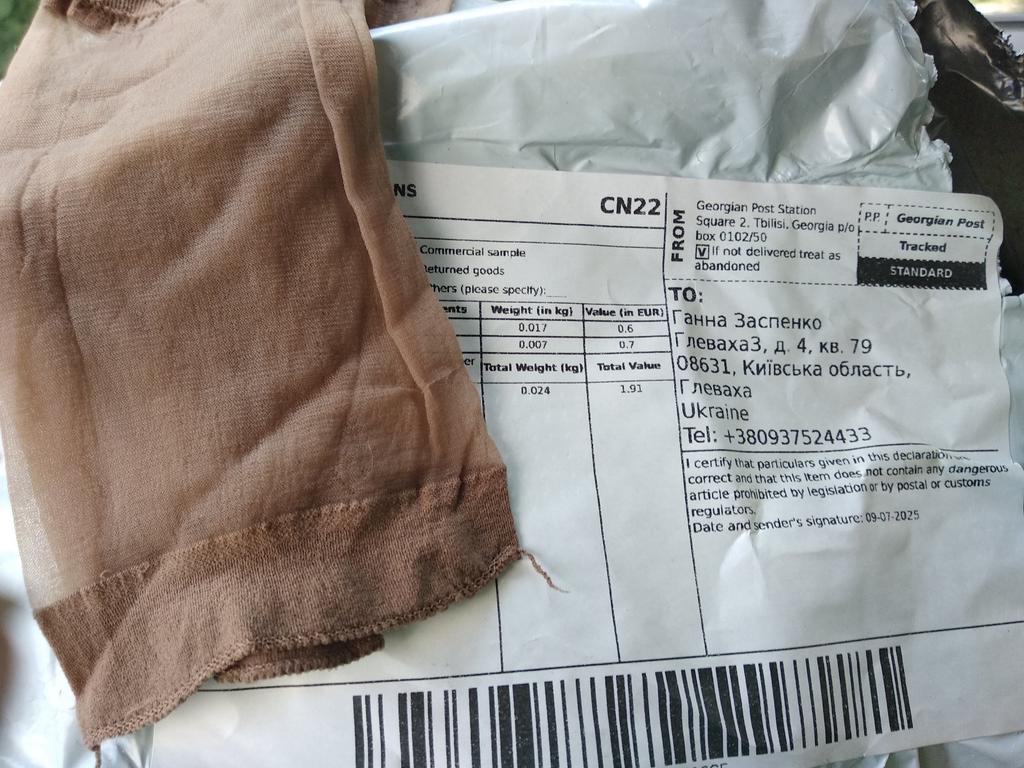 NS
CN22
Commercial sample
eturned goods
hers (please specify):____
ents Weight (in kg) Value (in EUR)
0.017 0.6
0.007 0.7
er Total Weight (kg) Total Value
0.024 1.91
FROM
Georgian Post Station
Square 2, Tbilisi, Georgia p/o
box 0102/50
V If not delivered treat as
abandoned
P.P. Georgian Post
Tracked
STANDARD
TO:
Ганна Заспенко
Глеваха3, д. 4, кв. 79
08631, Київська область,
Глеваха
Ukraine
Tel: +380937524433
I certify that particulars given in this declaration
correct and that this item does not contain any dangerous
article prohibited by legislation or by postal or customs
regulators.
Date and sender's signature: 09-07-2025